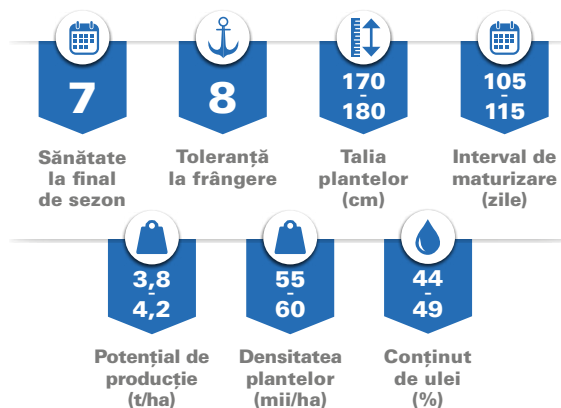 7
Sănătate
la final
de sezon
8
Toleranță
la frângere
170
-
180
Talia
plantelor
(cm)
105
-
115
Interval de
maturizare
(zile)
3,8
-
4,2
Potențial de
producție
(t/ha)
55
-
60
Densitatea
plantelor
(mii/ha)
44
-
49
Conținut
de ulei
(%)